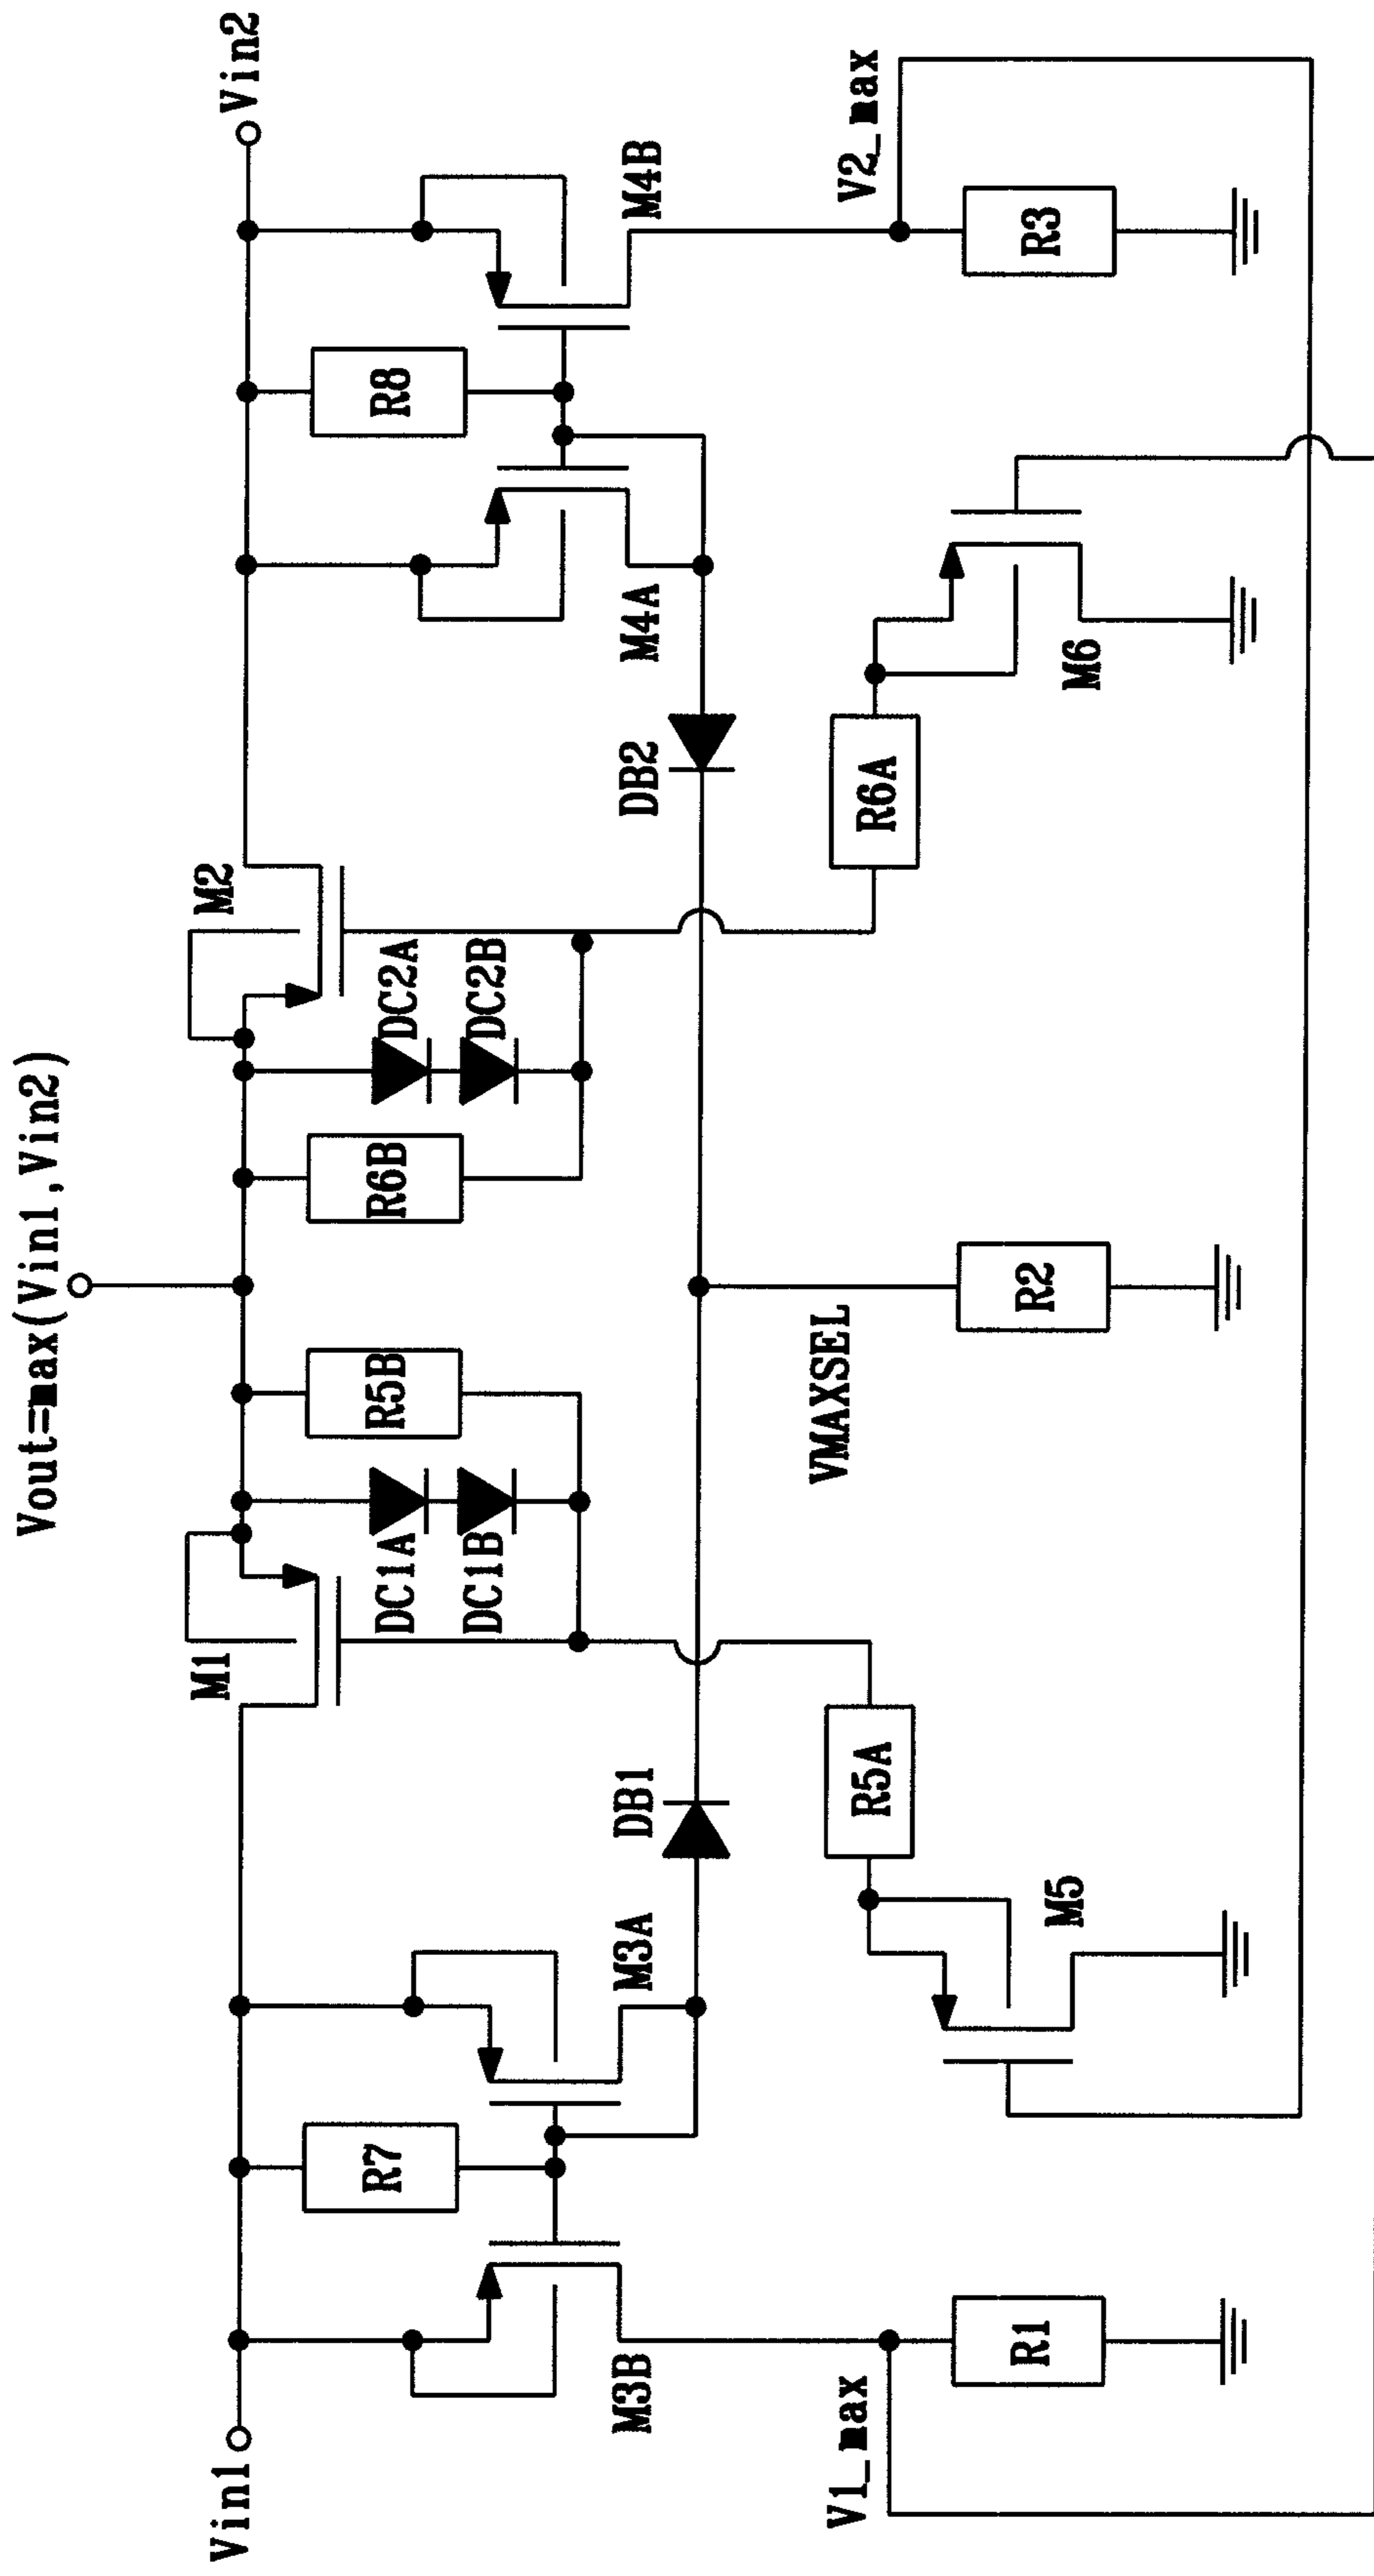 Vout=max(Vin1,Vin2)
Vin1
M1
M2
Vin2
R7
DC1A
DC1B
R5B
R6B
DC2A
DC2B
R8
M3B
M3A
DB1
DB2
M4A
M4B
V1_max
R5A
VMAXSEL
R6A
V2_max
R1
M5
R2
M6
R3